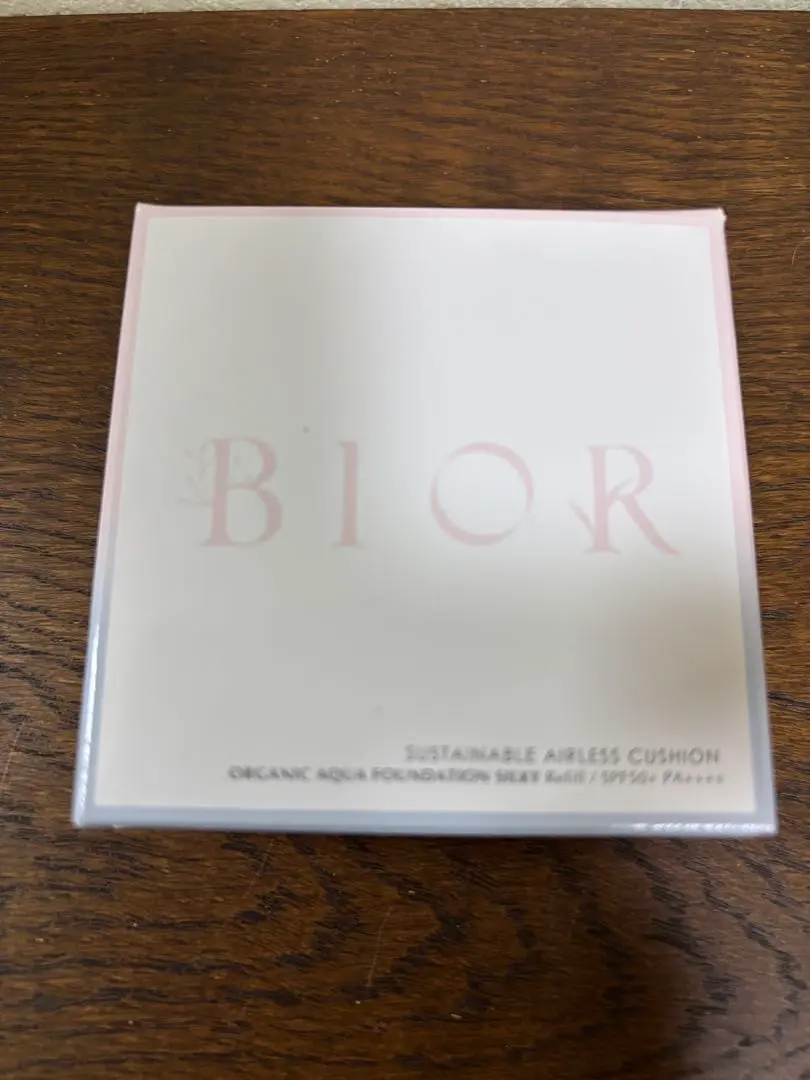 BIOR
SUSTAINABLE AIRLESS CUSHION
ORGANIC AQUA FOUNDATION SILKY Refill / SPF50+ PA++++